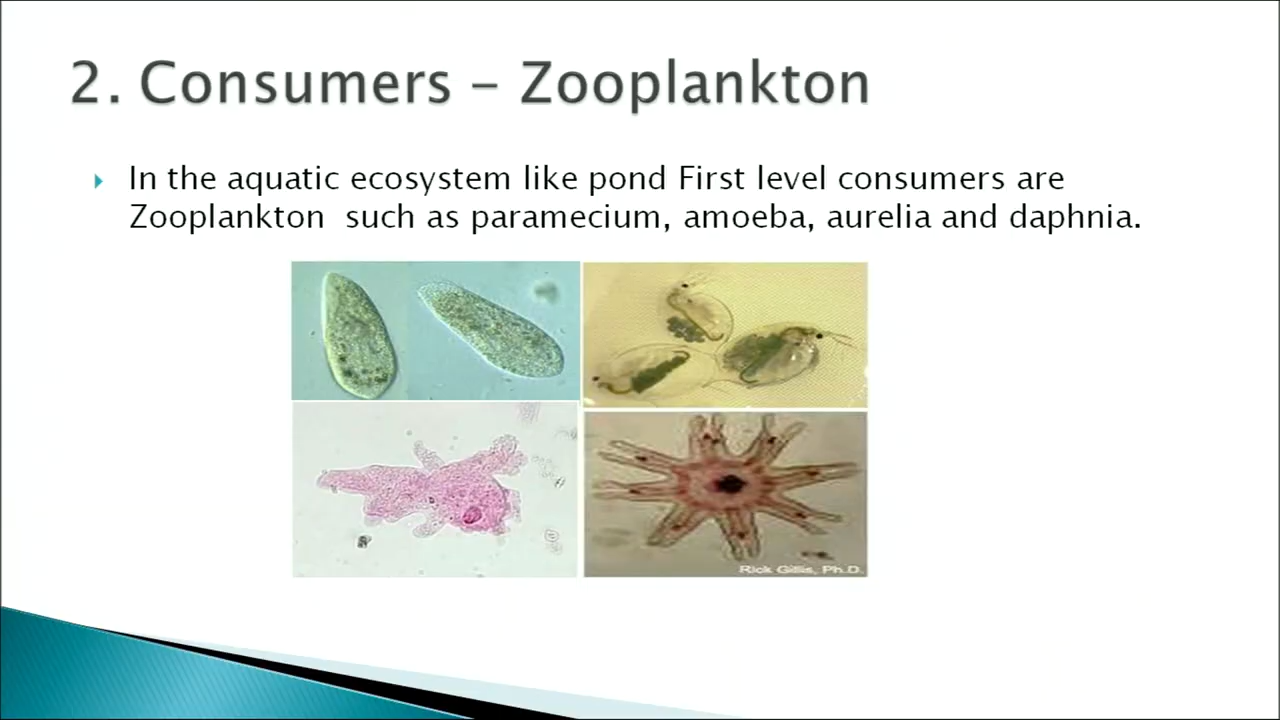 2. Consumers – Zooplankton
In the aquatic ecosystem like pond First level consumers are
Zooplankton such as paramecium, amoeba, aurelia and daphnia.
Rick Gillis, Ph.D.